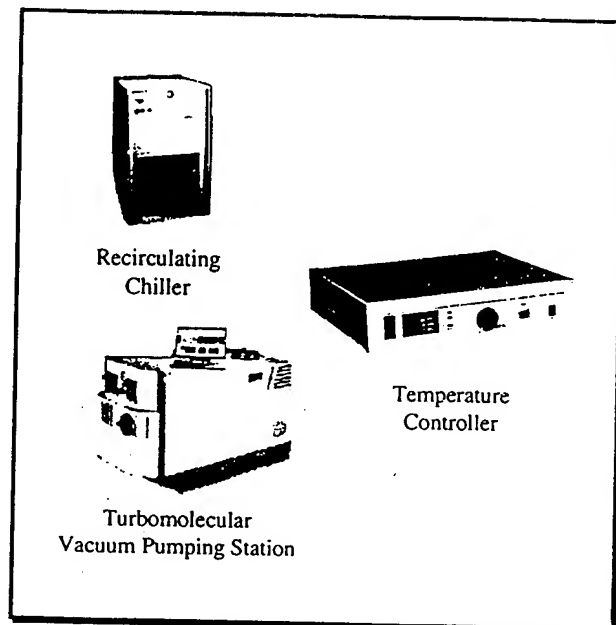 Recirculating
Chiller
Temperature
Controller
Turbomolecular
Vacuum Pumping Station